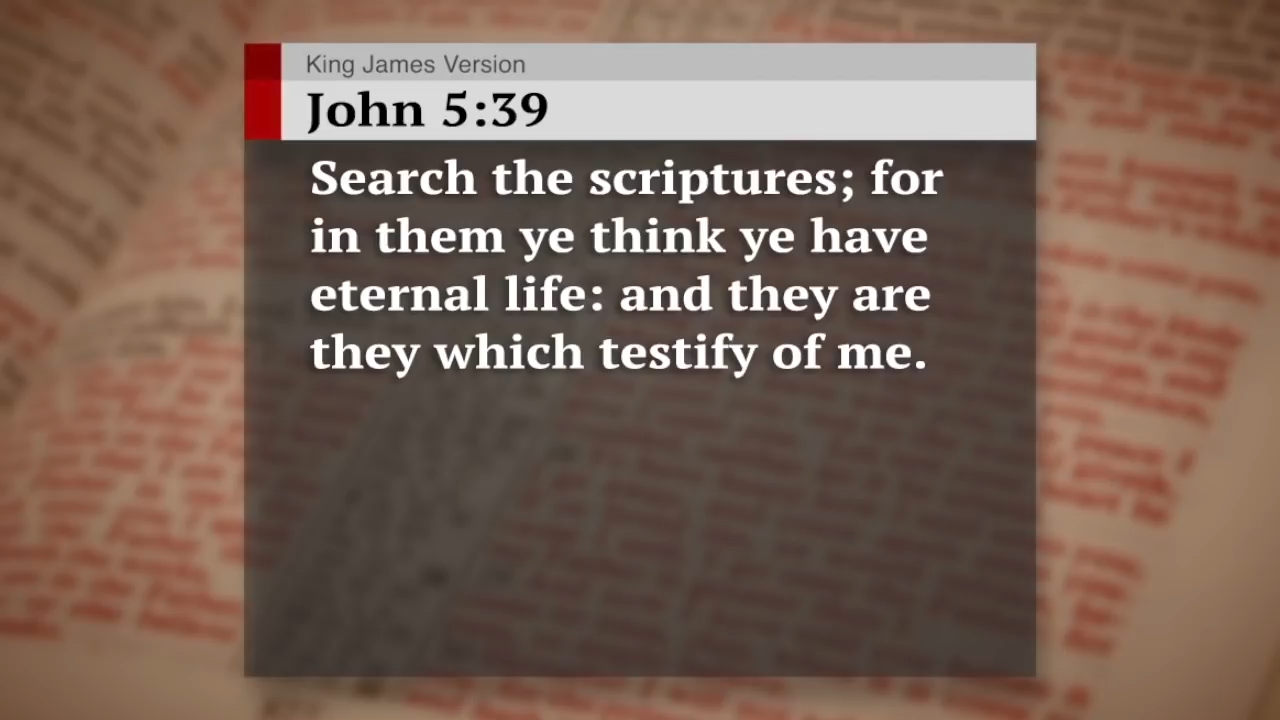 King James Version
John 5:39
Search the scriptures; for
in them ye think ye have
eternal life: and they are
they which testify of me.